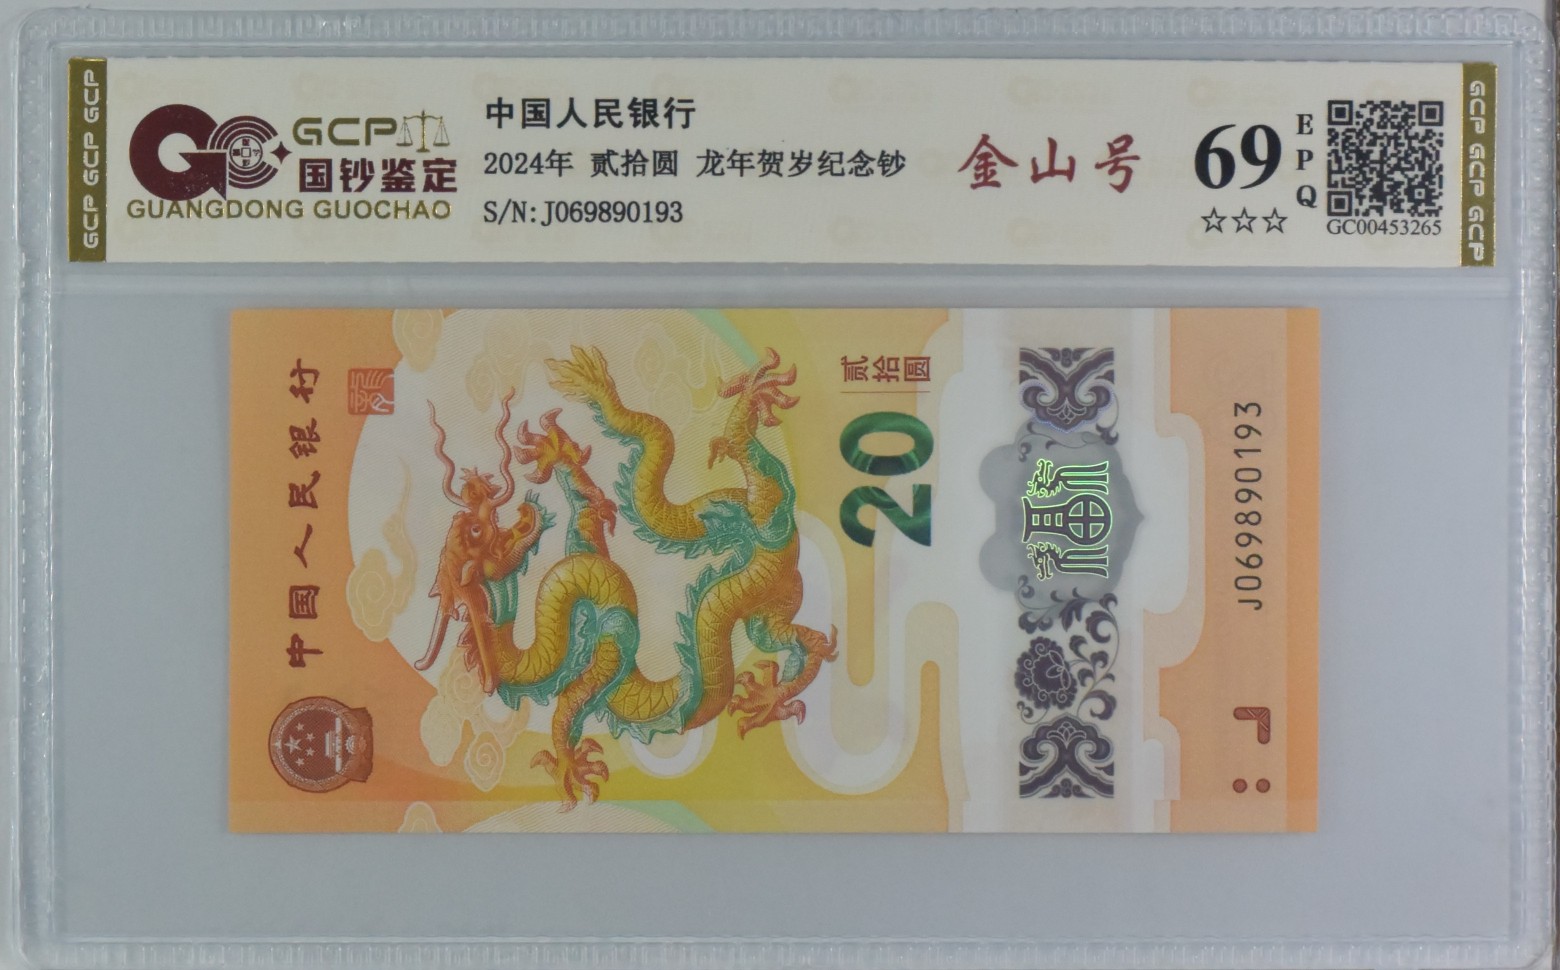 GCP GCP GCP
GCP
国钞鉴定
GUANGDONG GUOCHAO
中国人民银行
2024年 贰拾圆 龙年贺岁纪念钞
S/N:J069890193
金山号
69
EPQ
☆☆☆
GC00453265
GCP GCP GCP
中国人民银行
贰拾圆
20
J069890193